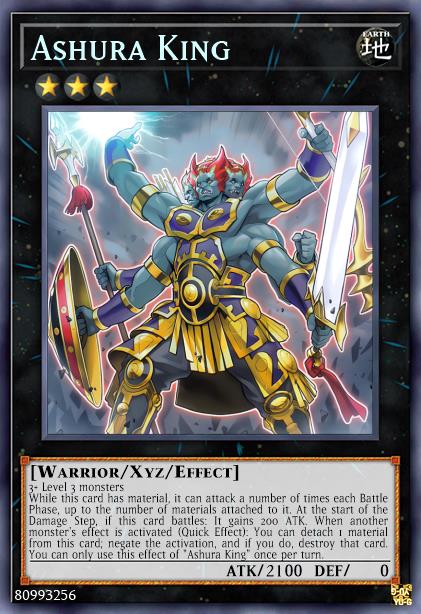 ASHURA KING
EARTH
地
[WARRIOR/XYZ/EFFECT]
3+ Level 3 monsters
While this card has material, it can attack a number of times each Battle
Phase, up to the number of materials attached to it. At the start of the
Damage Step, if this card battles: It gains 200 ATK. When another
monster's effect is activated (Quick Effect): You can detach 1 material
from this card; negate the activation, and if you do, destroy that card.
You can only use this effect of "Ashura King" once per turn.
ATK/2100 DEF/ 0
80993256